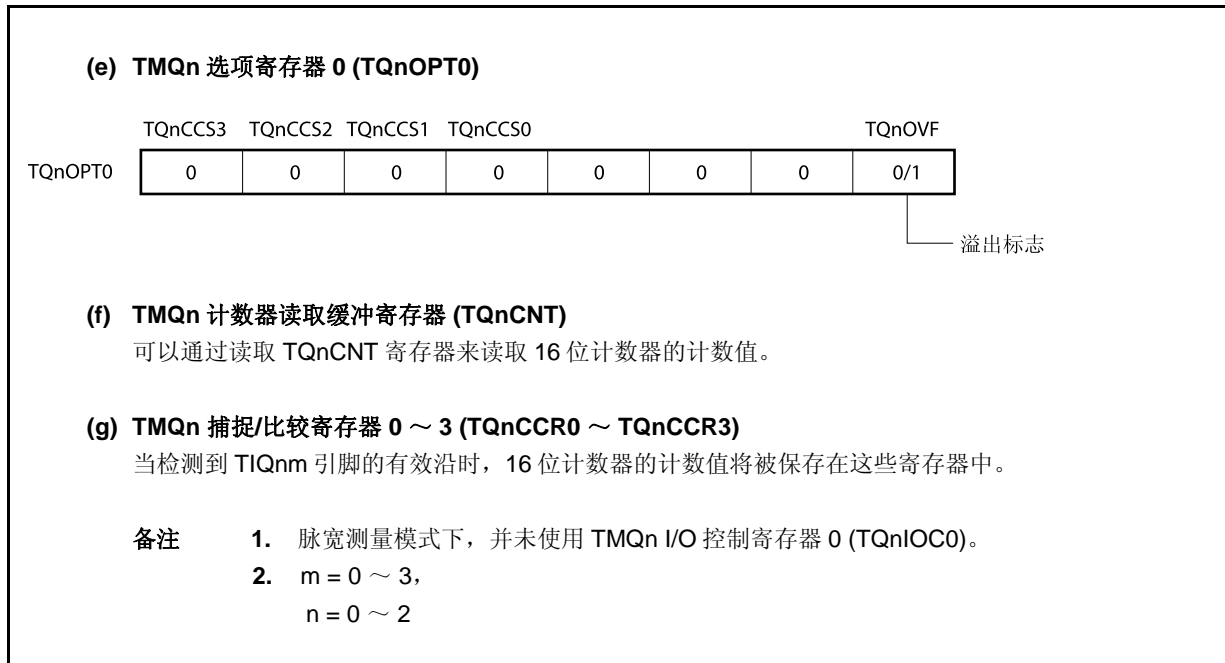 (e) TMQn 选项寄存器 0 (TQnOPT0)
TQnCCS3 TQnCCS2 TQnCCS1 TQnCCS0 TQnOVF
TQnOPT0 0 0 0 0 0 0 0 0/1
溢出标志
(f) TMQn 计数器读取缓冲寄存器 (TQnCNT)
可以通过读取 TQnCNT 寄存器来读取 16 位计数器的计数值。
(g) TMQn 捕捉/比较寄存器 0 ～ 3 (TQnCCR0 ～ TQnCCR3)
当检测到 TIQnm 引脚的有效沿时，16 位计数器的计数值将被保存在这些寄存器中。
备注 1. 脉宽测量模式下，并未使用 TMQn I/O 控制寄存器 0 (TQnIOC0)。
2. m = 0 ～ 3，
n = 0 ～ 2